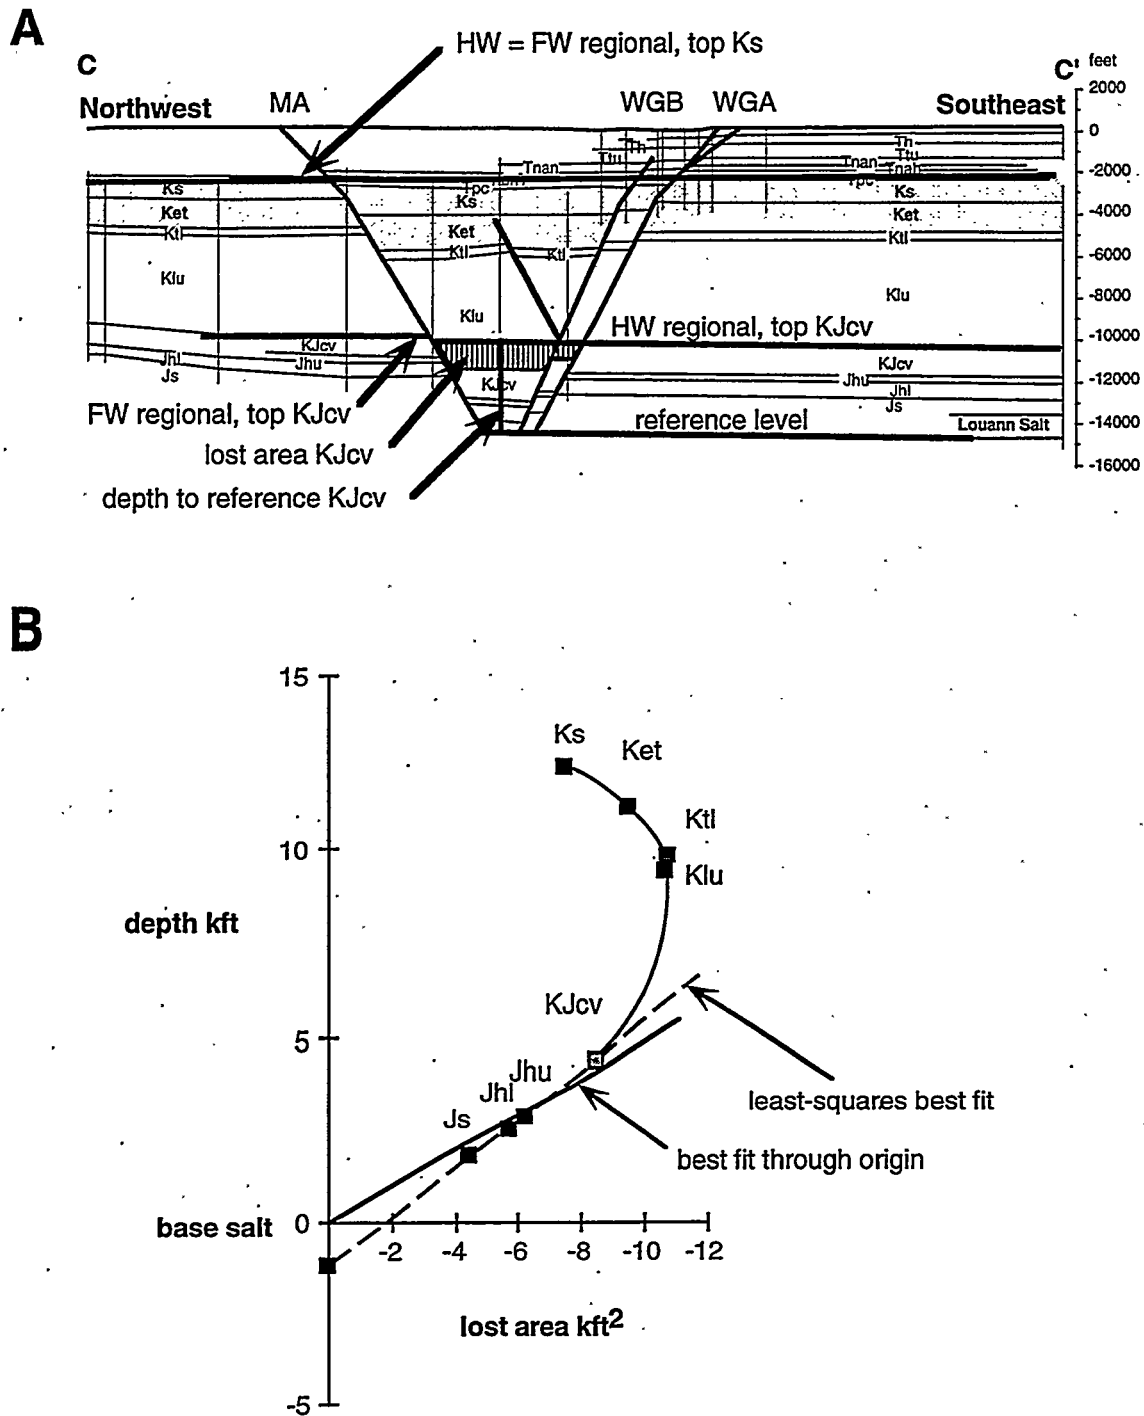 A
HW = FW regional, top Ks
C
C' feet
Northwest
MA
WGB
WGA
Southeast
2000
0
-2000
-4000
-6000
-8000
-10000
-12000
-14000
-16000
Th
Ttu
Th
Ttu
Tnan
Tnan
Tnab
Tpc
Tpc
Ks
Ks
Ks
Ket
Ket
Ket
Ktl
Ktl
Ktl
Ktl
Klu
Klu
Klu
HW regional, top KJcv
KJcv
KJcv
KJcv
Jhl
Jhu
Jhu
Jhl
Js
Js
FW regional, top KJcv
reference level
Louann Salt
lost area KJcv
depth to reference KJcv
B
15
Ks
Ket
Ktl
10
Klu
depth kft
KJcv
5
Jhu
Jhl
least-squares best fit
Js
best fit through origin
base salt 0
-2 -4 -6 -8 -10 -12
lost area kft²
-5